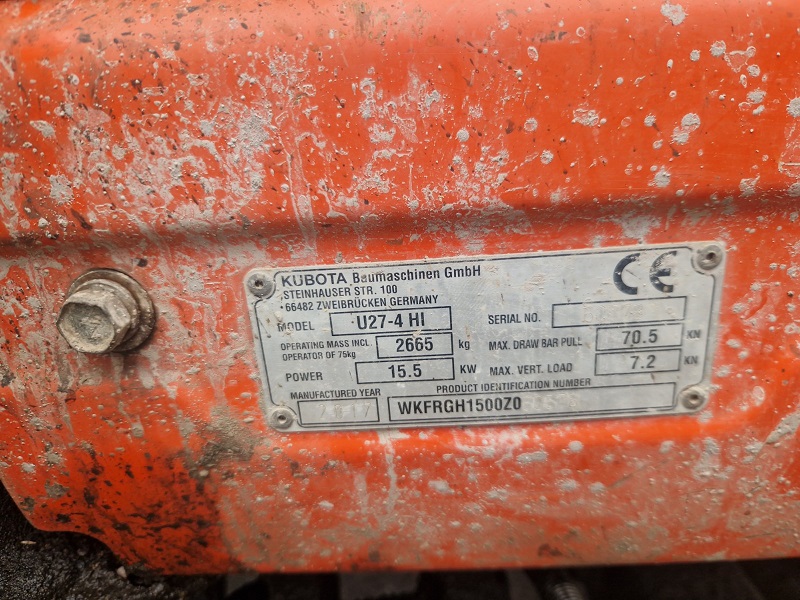 KUBOTA Baumaschinen GmbH
STEINHAUSER STR. 100
66482 ZWEIBRÜCKEN GERMANY
CE
MODEL U27-4 HI
SERIAL NO.
OPERATING MASS INCL. OPERATOR OF 75kg 2665 kg
MAX. DRAW BAR PULL 70.5 KN
POWER 15.5 KW
MAX. VERT. LOAD 7.2 KN
MANUFACTURED YEAR 2017
PRODUCT IDENTIFICATION NUMBER
WKFRGH1500Z0